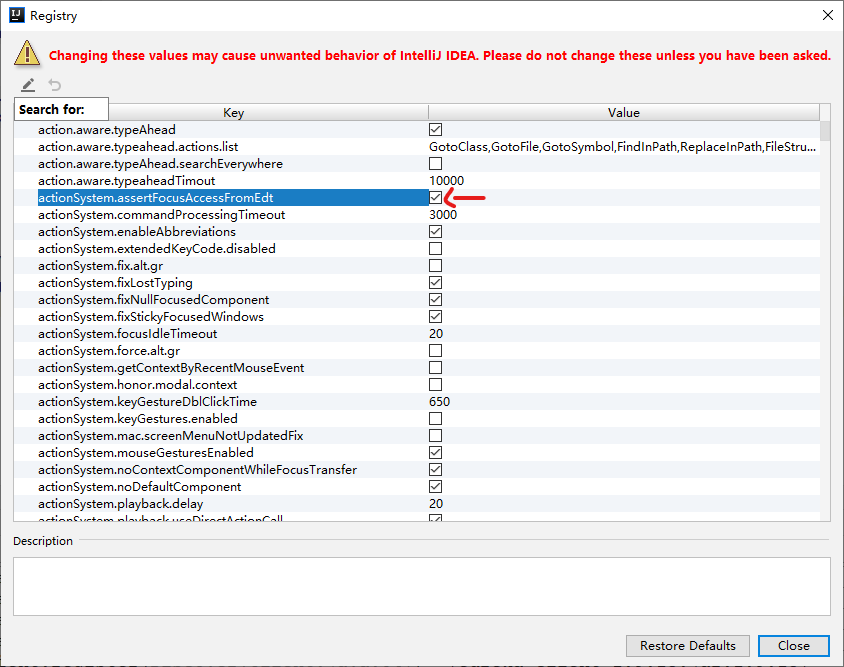 Registry
Changing these values may cause unwanted behavior of IntelliJ IDEA. Please do not change these unless you have been asked.
Search for:
Key Value
action.aware.typeAhead
action.aware.typeahead.actions.list GotoClass,GotoFile,GotoSymbol,FindInPath,ReplaceInPath,FileStru...
action.aware.typeahead.searchEverywhere
action.aware.typeaheadTimout 10000
actionSystem.assertFocusAccessFromEdt
actionSystem.commandProcessingTimeout 3000
actionSystem.enableAbbreviations
actionSystem.extendedKeyCode.disabled
actionSystem.fix.alt.gr
actionSystem.fixLostTyping
actionSystem.fixNullFocusedComponent
actionSystem.fixStickyFocusedWindows
actionSystem.focusIdleTimeout 20
actionSystem.force.alt.gr
actionSystem.getContextByRecentMouseEvent
actionSystem.honor.modal.context
actionSystem.keyGestureDblClickTime 650
actionSystem.keyGestures.enabled
actionSystem.mac.screenMenuNotUpdatedFix
actionSystem.mouseGesturesEnabled
actionSystem.noContextComponentWhileFocusTransfer
actionSystem.noDefaultComponent
actionSystem.playback.delay 20
actionSystem.playback.useDirectActionCall
Description
Restore Defaults Close